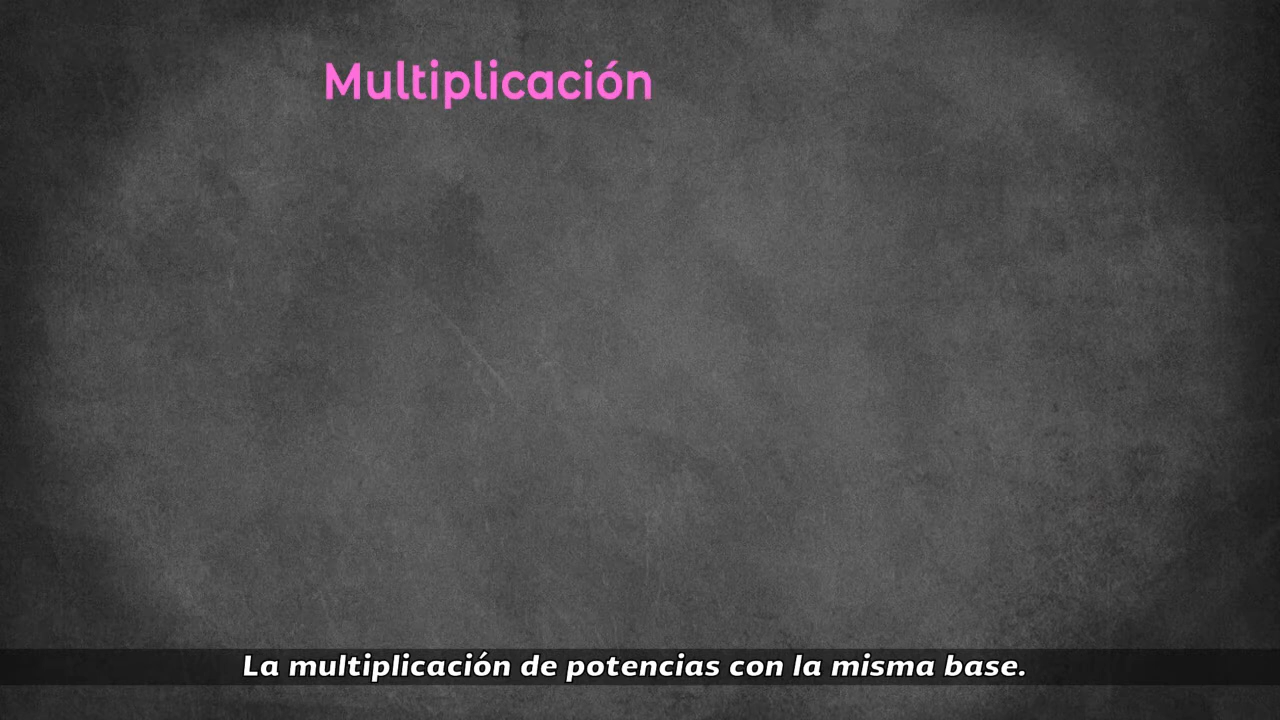 Multiplicación
La multiplicación de potencias con la misma base.